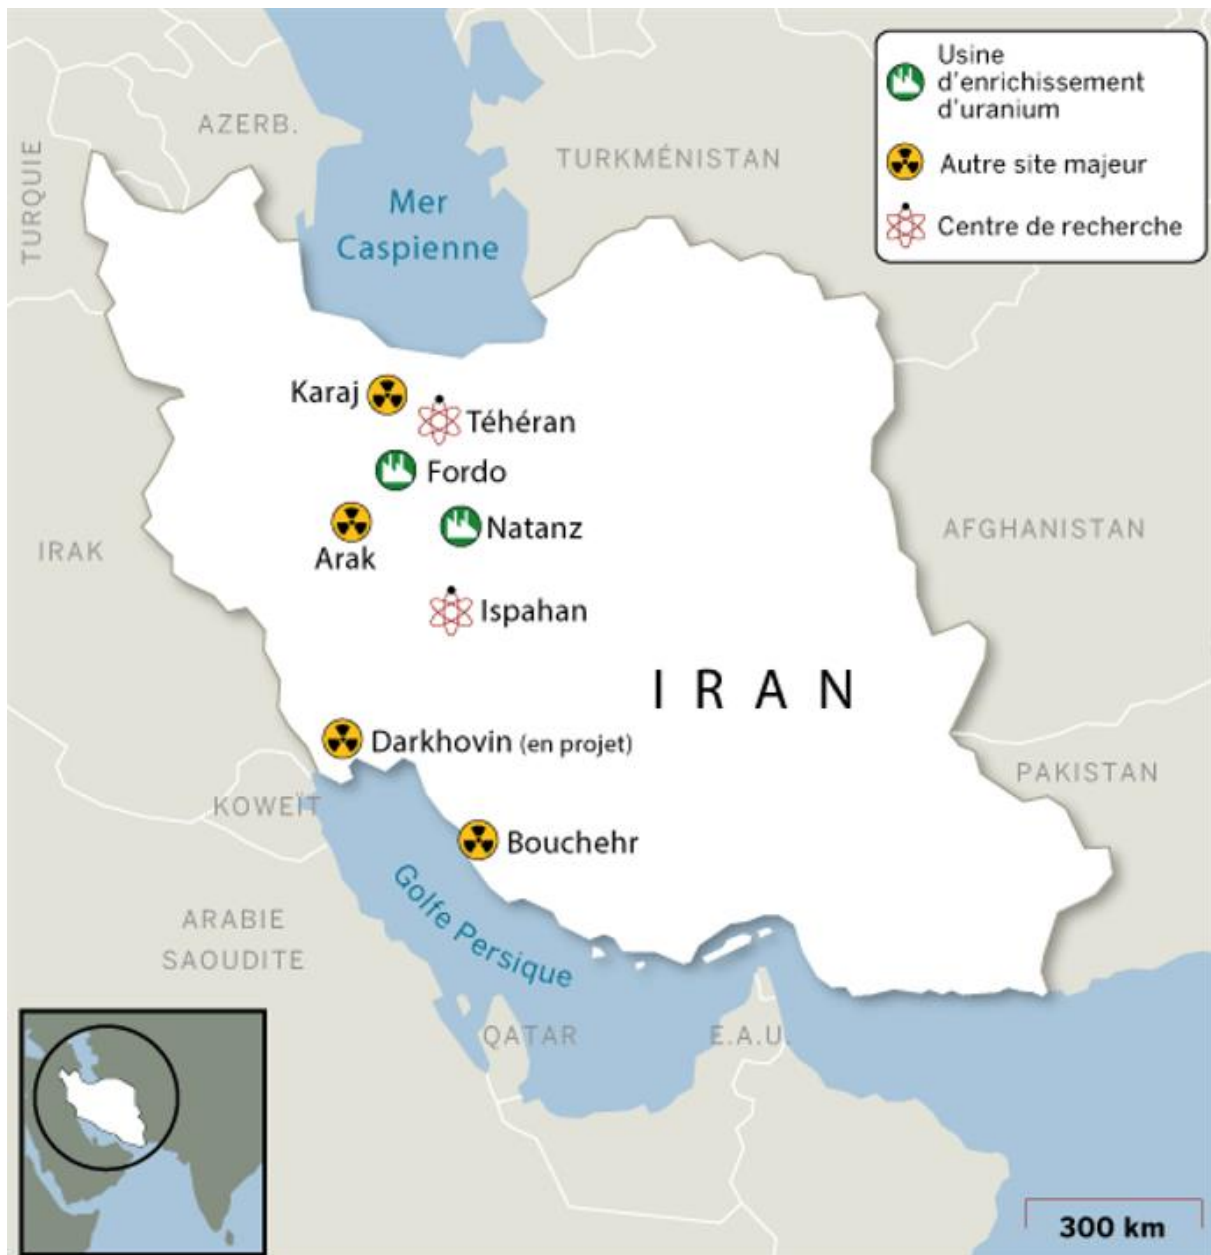 Usine
d'enrichissement
d'uranium
Autre site majeur
Centre de recherche
AZERB.
TURKMÉNISTAN
TURQUIE
Mer
Caspienne
Karaj
Téhéran
Fordo
Arak
Natanz
IRAK
AFGHANISTAN
Ispahan
IRAN
Darkhovin (en projet)
KOWEÏT
PAKISTAN
Bouchehr
Golfe Persique
ARABIE
SAOUDITE
QATAR
E.A.U.
300 km